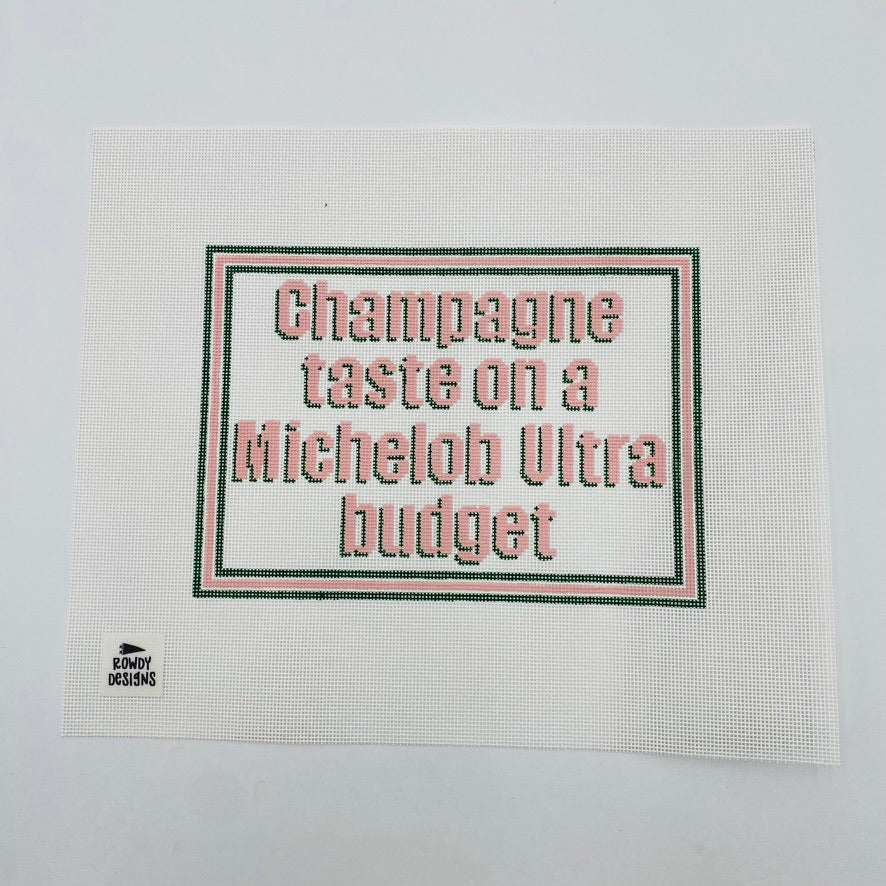 Champagne
taste on a
Michelob Ultra
budget
ROWDY
DESIGNS